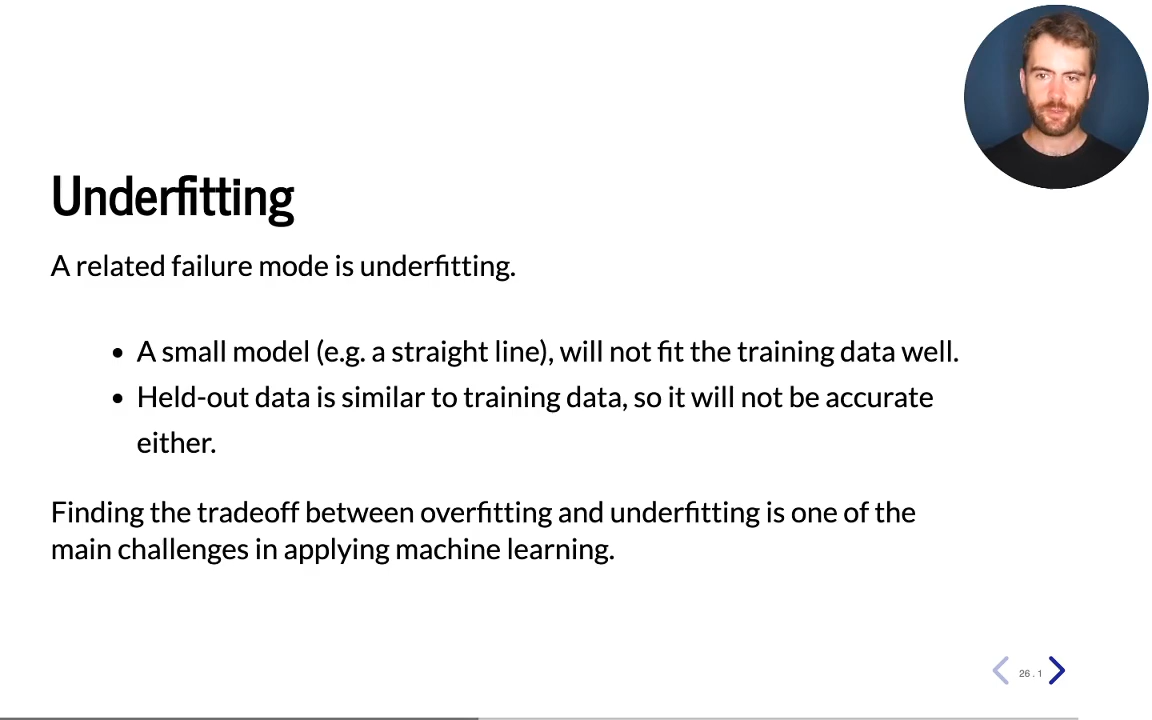 Underfitting
A related failure mode is underfitting.
• A small model (e.g. a straight line), will not fit the training data well.
• Held-out data is similar to training data, so it will not be accurate
either.
Finding the tradeoff between overfitting and underfitting is one of the
main challenges in applying machine learning.
26 . 1